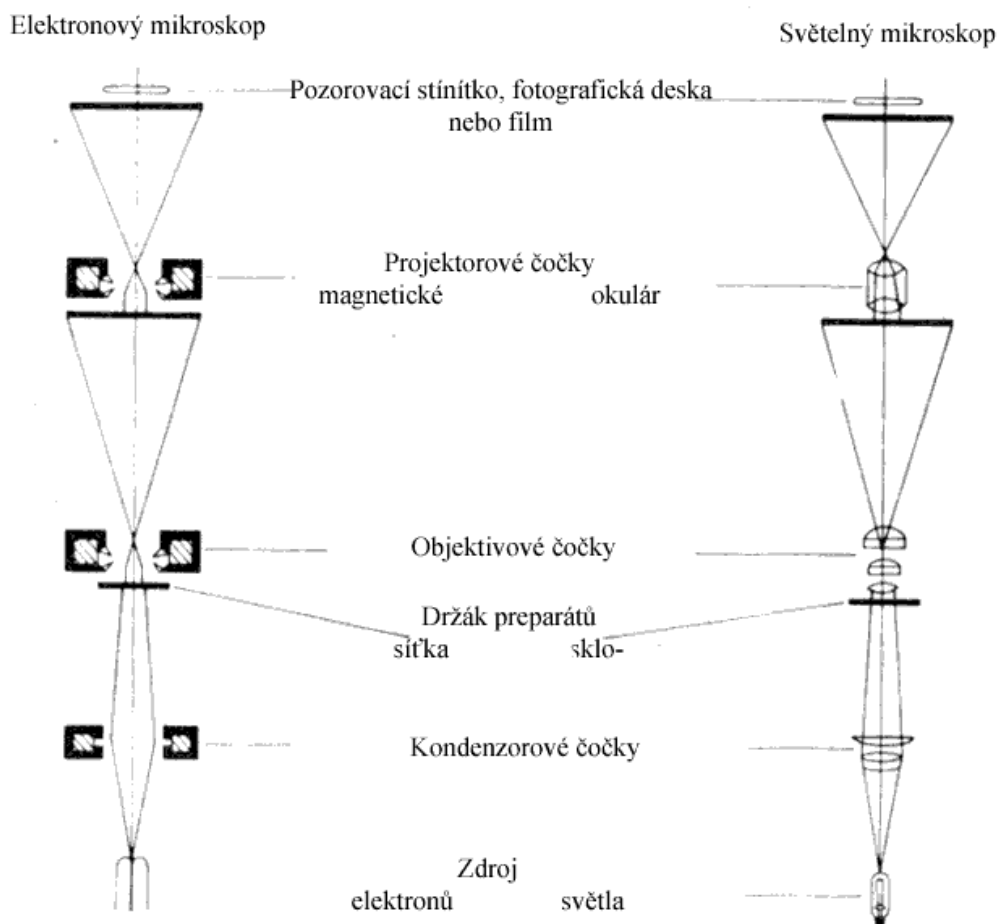 Elektronový mikroskop
Světelný mikroskop
Pozorovací stínítko, fotografická deska
nebo film
Projektorové čočky
magnetické okulár
Objektivové čočky
Držák preparátů
síťka sklo-
Kondenzorové čočky
Zdroj
elektronů světla